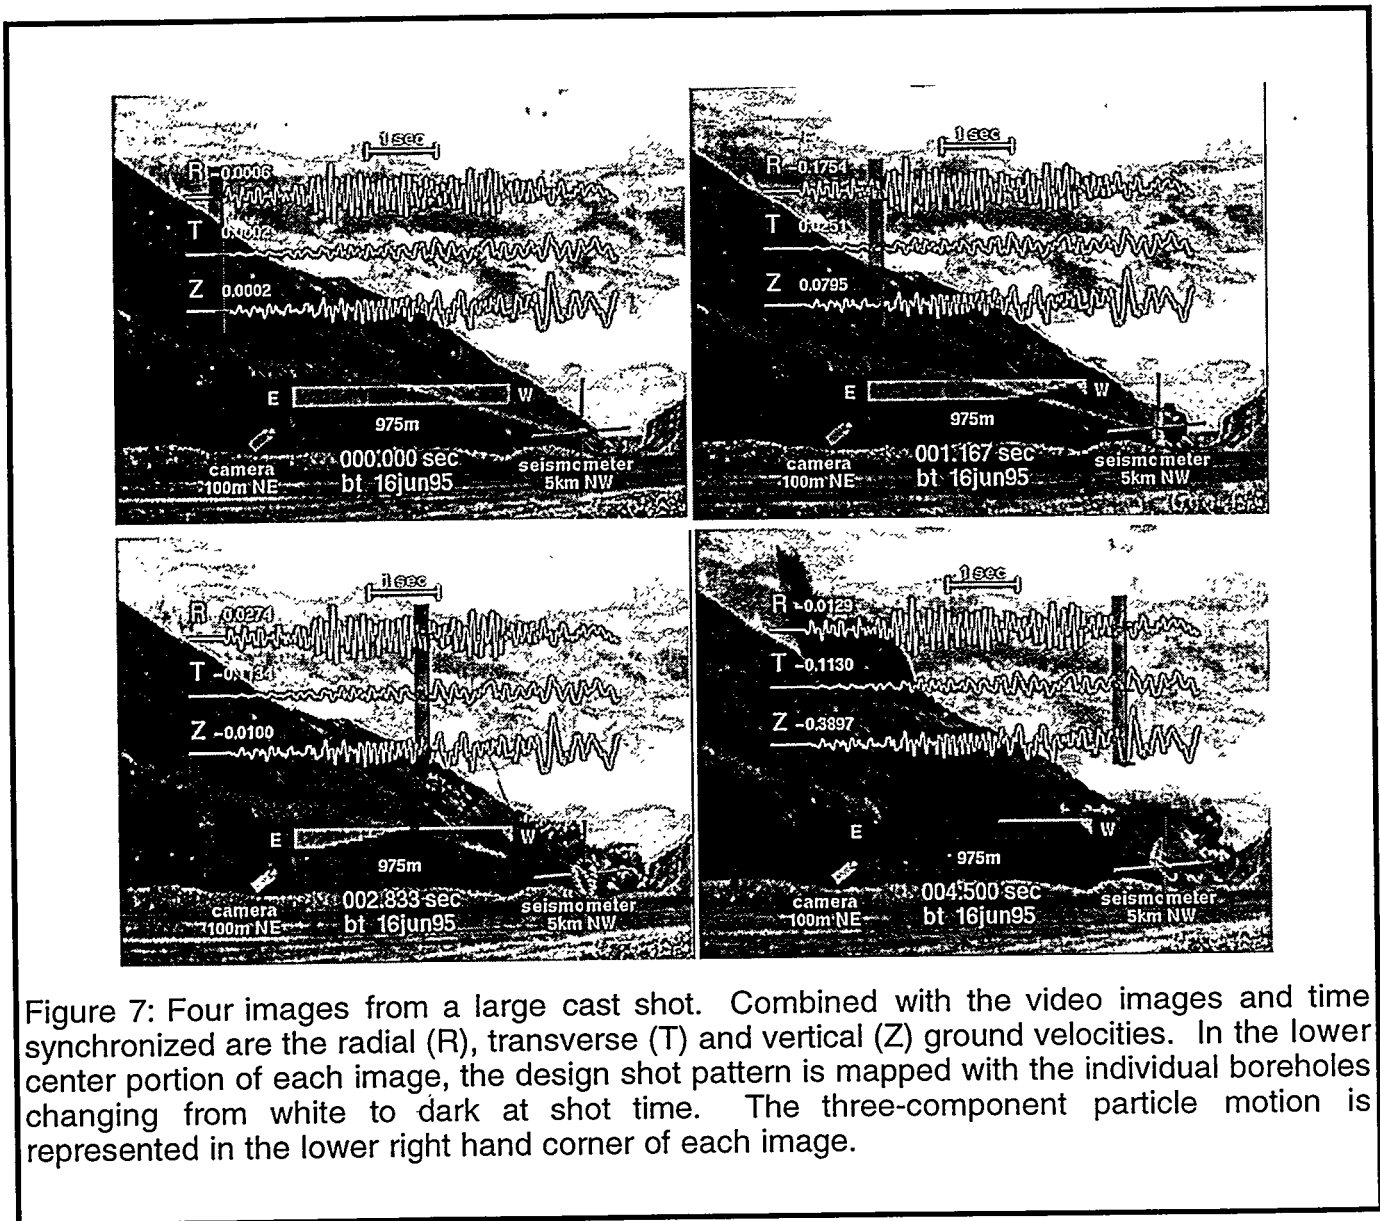 1 sec
R -0.0006
T 0.0002
Z 0.0002
E W
975m
camera
100m NE
000.000 sec
bt 16jun95
seismometer
5km NW
1 sec
R -0.1754
T 0.0251
Z 0.0795
E W
975m
camera
100m NE
001.167 sec
bt 16jun95
seismometer
5km NW
1 sec
R 0.0274
T -0.1134
Z -0.0100
E W
975m
camera
100m NE
002.833 sec
bt 16jun95
seismometer
5km NW
1 sec
R -0.0129
T -0.1130
Z -0.3897
E W
975m
camera
100m NE
004.500 sec
bt 16jun95
seismometer
5km NW
Figure 7: Four images from a large cast shot. Combined with the video images and time
synchronized are the radial (R), transverse (T) and vertical (Z) ground velocities. In the lower
center portion of each image, the design shot pattern is mapped with the individual boreholes
changing from white to dark at shot time. The three-component particle motion is
represented in the lower right hand corner of each image.